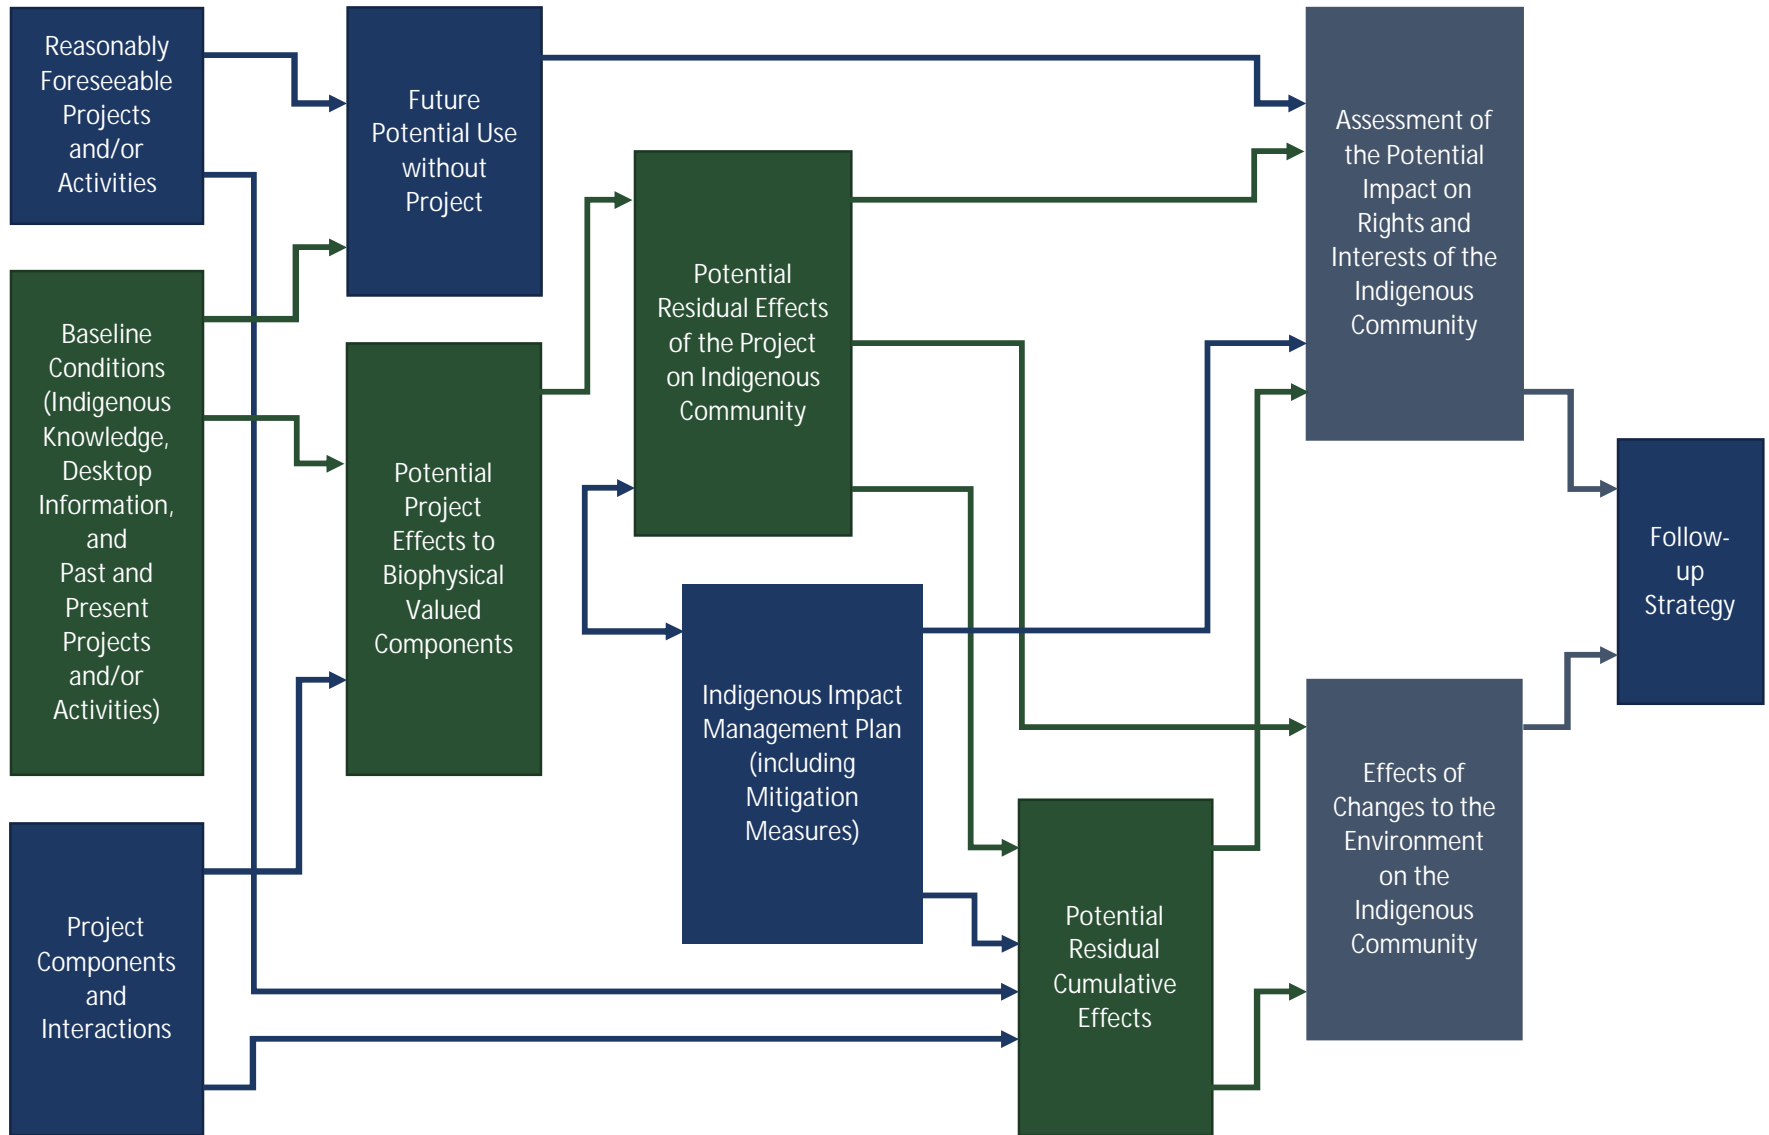 Reasonably
Foreseeable
Projects
and/or
Activities
Future
Potential Use
without
Project
Assessment of
the Potential
Impact on
Rights and
Interests of the
Indigenous
Community
Baseline
Conditions
(Indigenous
Knowledge,
Desktop
Information,
and
Past and
Present
Projects
and/or
Activities)
Potential
Residual Effects
of the Project
on Indigenous
Community
Potential
Project
Effects to
Biophysical
Valued
Components
Follow-
up
Strategy
Indigenous Impact
Management Plan
(including
Mitigation
Measures)
Effects of
Changes to the
Environment
on the
Indigenous
Community
Project
Components
and
Interactions
Potential
Residual
Cumulative
Effects